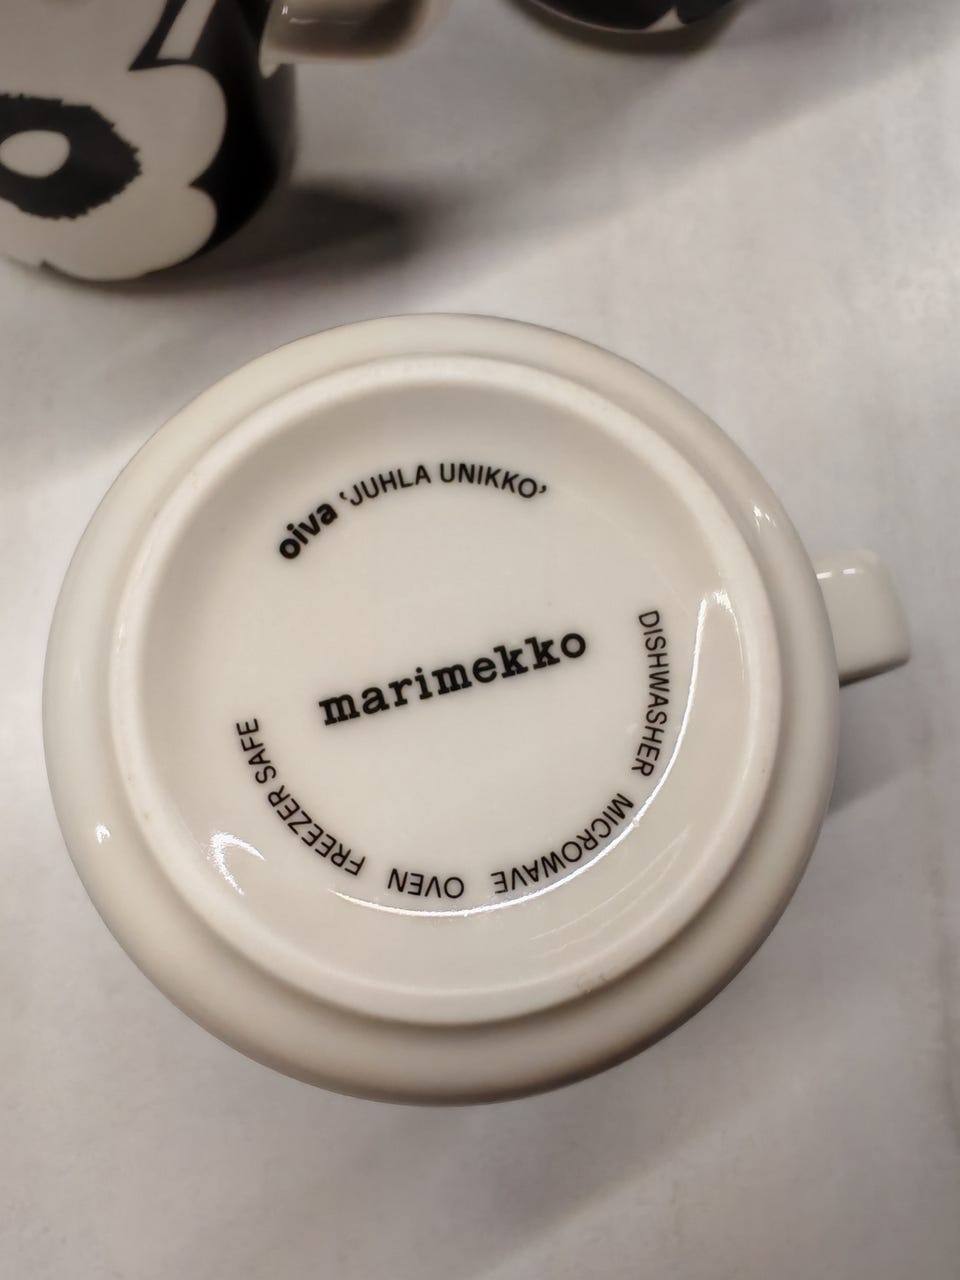 oiva ‘JUHLA UNIKKO’
marimekko
DISHWASHER MICROWAVE OVEN FREEZER SAFE